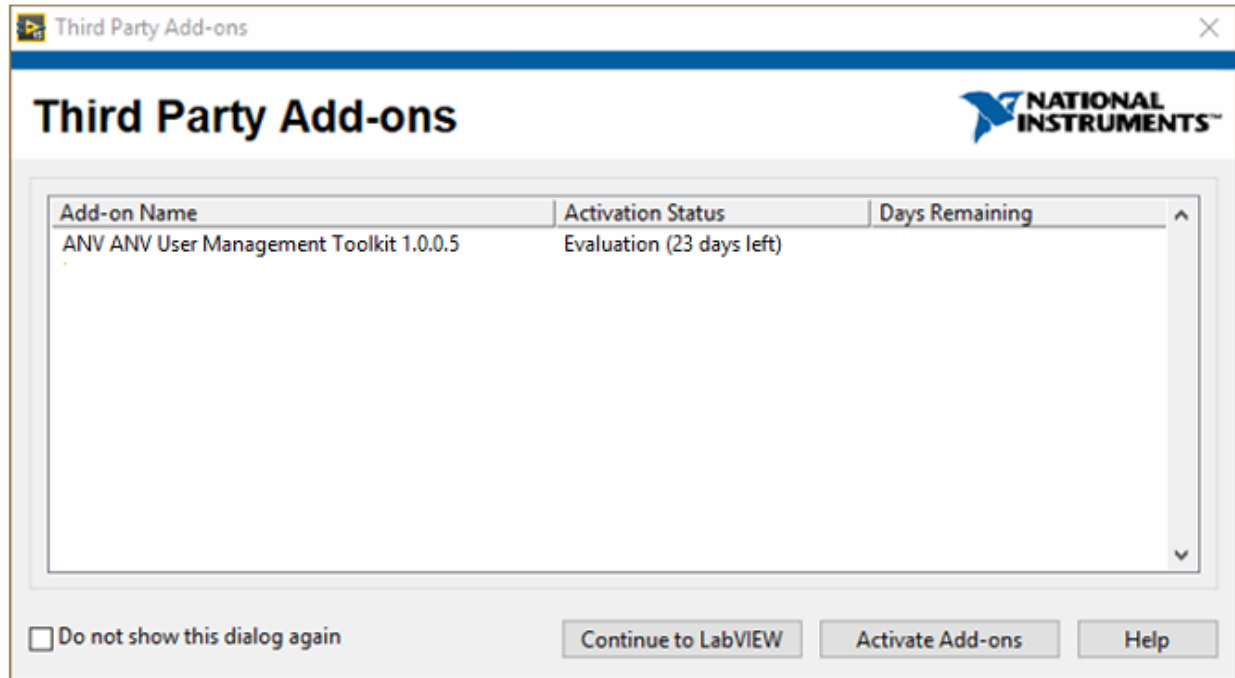 Third Party Add-ons
Third Party Add-ons
NATIONAL
INSTRUMENTS™
Add-on Name Activation Status Days Remaining
ANV ANV User Management Toolkit 1.0.0.5 Evaluation (23 days left)
Do not show this dialog again Continue to LabVIEW Activate Add-ons Help